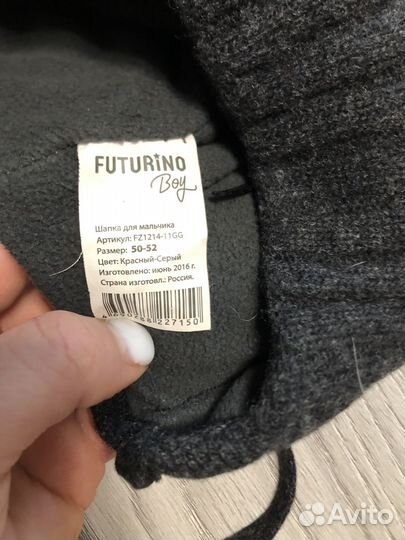 FUTURINO
Boy
Шапка для мальчика
Артикул: FZ1214-11GG
Размер: 50-52
Цвет: Красный-Серый
Изготовлено: июнь 2016 г.
Страна изготовл.: Россия.
Avito